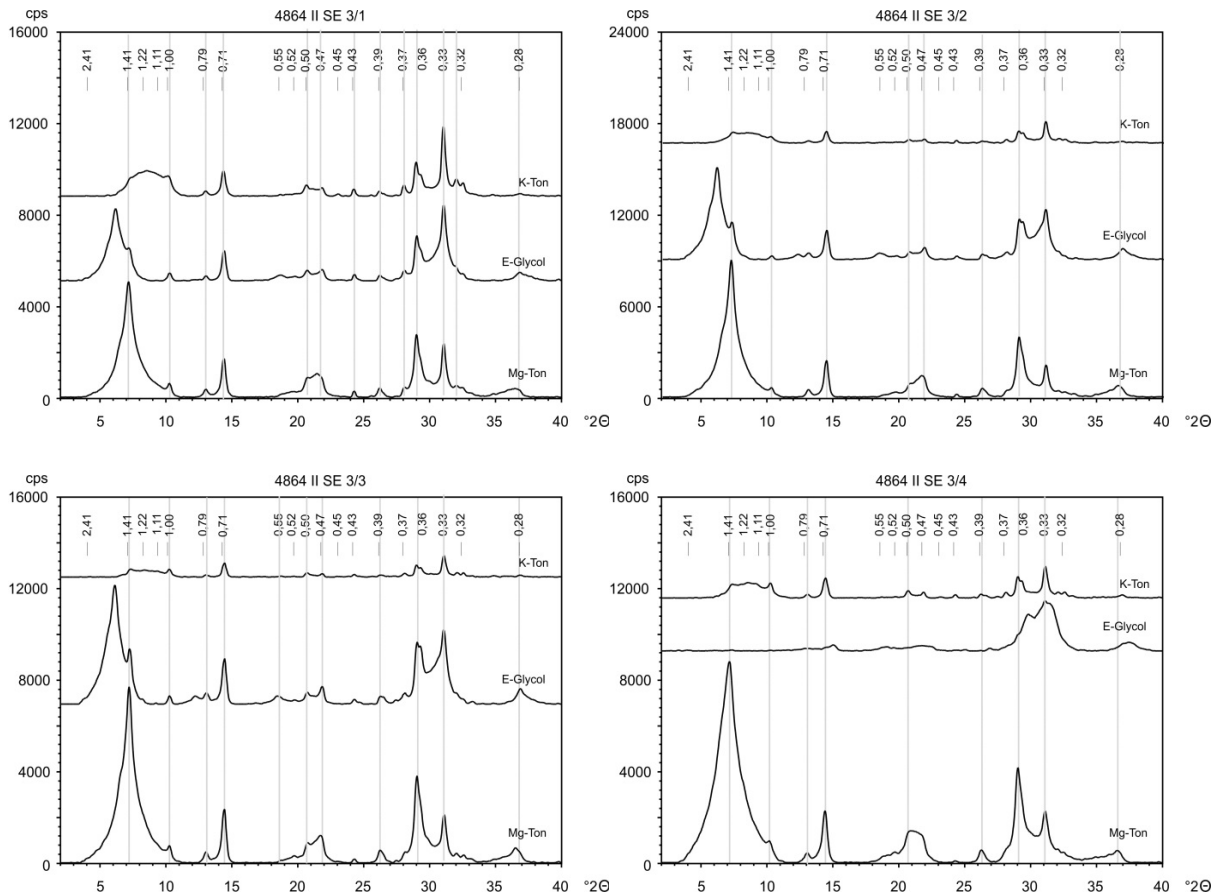 cps 4864 II SE 3/1
16000
2,41 1,41 1,22 1,11 1,00 0,79 0,71 0,55 0,52 0,50 0,47 0,45 0,43 0,39 0,37 0,36 0,33 0,32 0,28
12000
K-Ton
8000
E-Glycol
4000
Mg-Ton
0
5 10 15 20 25 30 35 40 °2Θ
cps 4864 II SE 3/2
24000
2,41 1,41 1,22 1,11 1,00 0,79 0,71 0,55 0,52 0,50 0,47 0,45 0,43 0,39 0,37 0,36 0,33 0,32 0,28
18000
K-Ton
12000
E-Glycol
6000
Mg-Ton
0
5 10 15 20 25 30 35 40 °2Θ
cps 4864 II SE 3/3
16000
2,41 1,41 1,22 1,11 1,00 0,79 0,71 0,55 0,52 0,50 0,47 0,45 0,43 0,39 0,37 0,36 0,33 0,32 0,28
K-Ton
12000
8000
E-Glycol
4000
Mg-Ton
0
5 10 15 20 25 30 35 40 °2Θ
cps 4864 II SE 3/4
16000
2,41 1,41 1,22 1,11 1,00 0,79 0,71 0,55 0,52 0,50 0,47 0,45 0,43 0,39 0,37 0,36 0,33 0,32 0,28
K-Ton
12000
E-Glycol
8000
4000
Mg-Ton
0
5 10 15 20 25 30 35 40 °2Θ